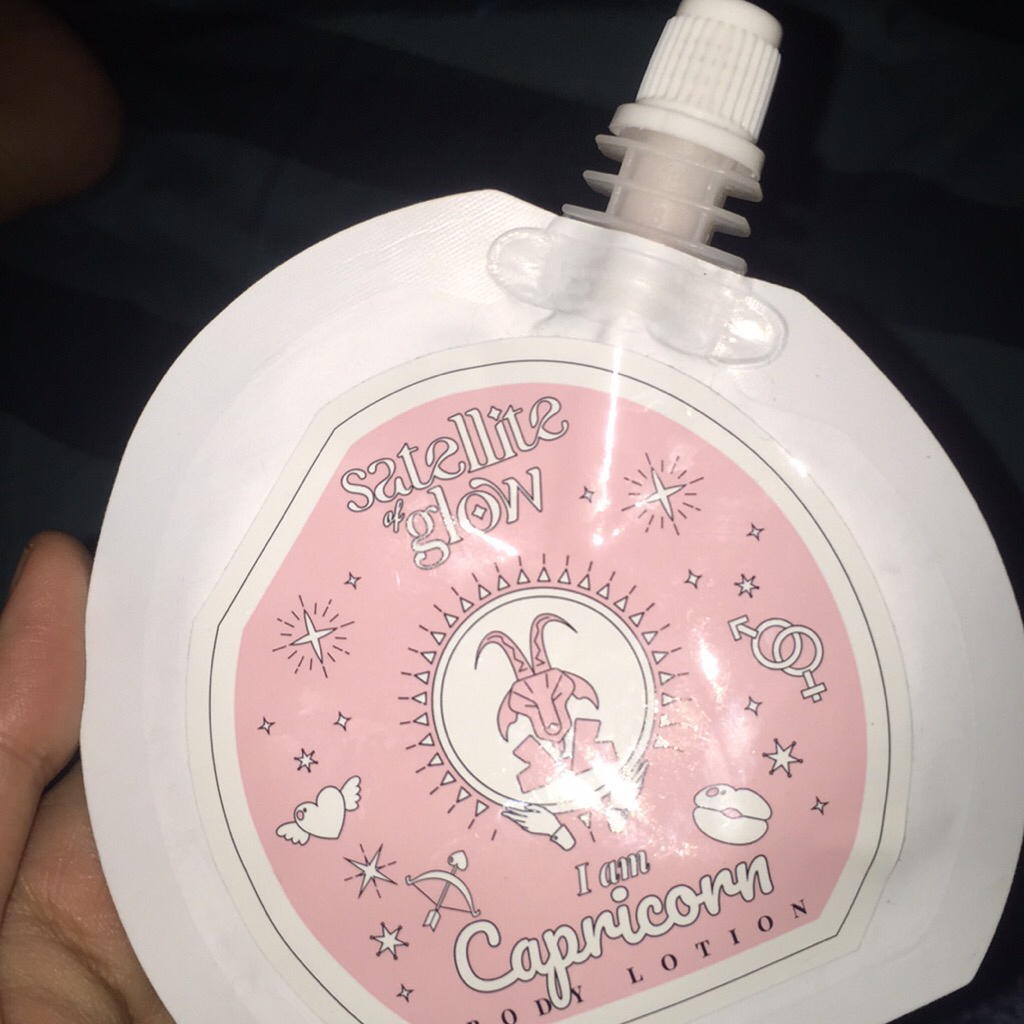 satellite
of glow
I am
Capricorn
BODY LOTION